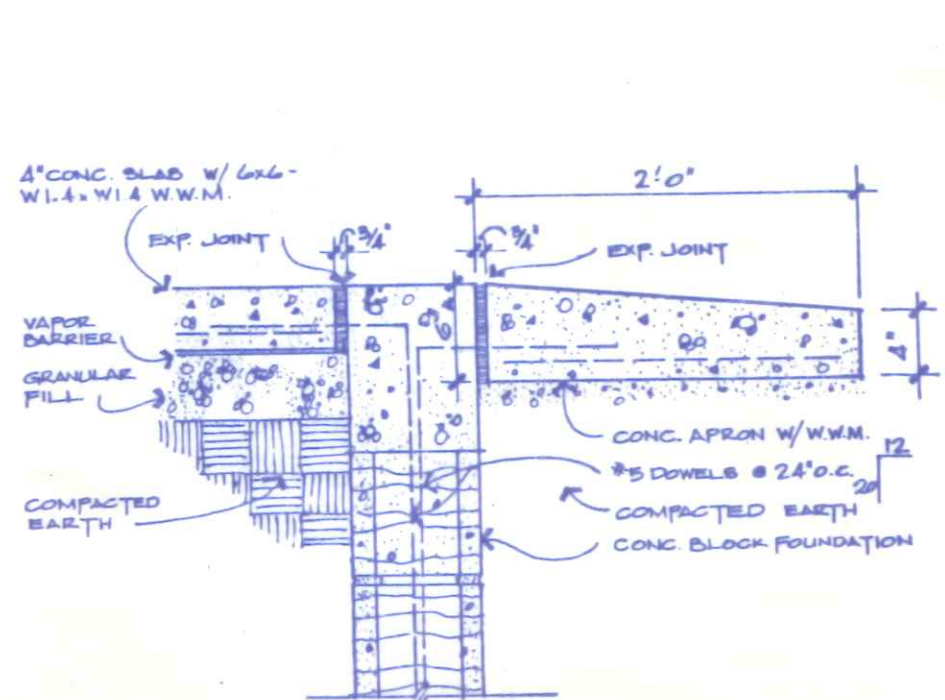 4" CONC. SLAB W/ 6x6-
W1.4 x W1.4 W.W.M.
EXP. JOINT
3/4"
2'-0"
3/4"
EXP. JOINT
VAPOR
BARRIER
GRANULAR
FILL
4"
CONC. APRON W/ W.W.M.
#5 DOWELS @ 24" O.C.
12
20
COMPACTED
EARTH
COMPACTED EARTH
CONC. BLOCK FOUNDATION